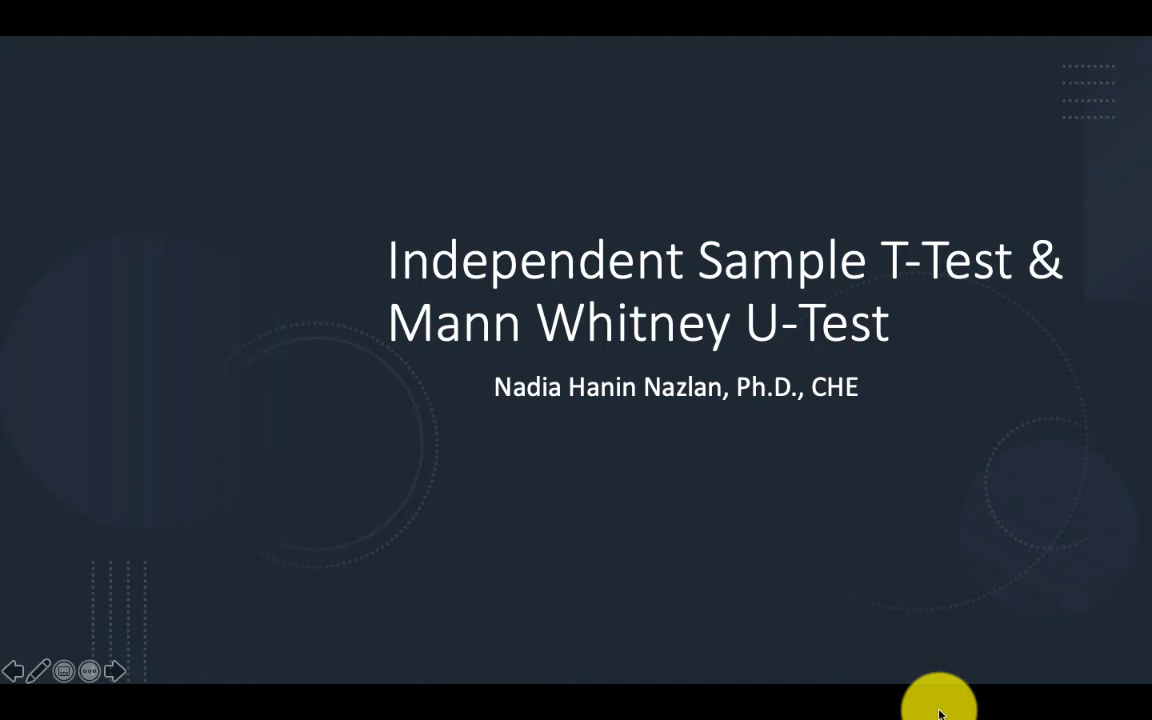 Independent Sample T-Test &
Mann Whitney U-Test
Nadia Hanin Nazlan, Ph.D., CHE